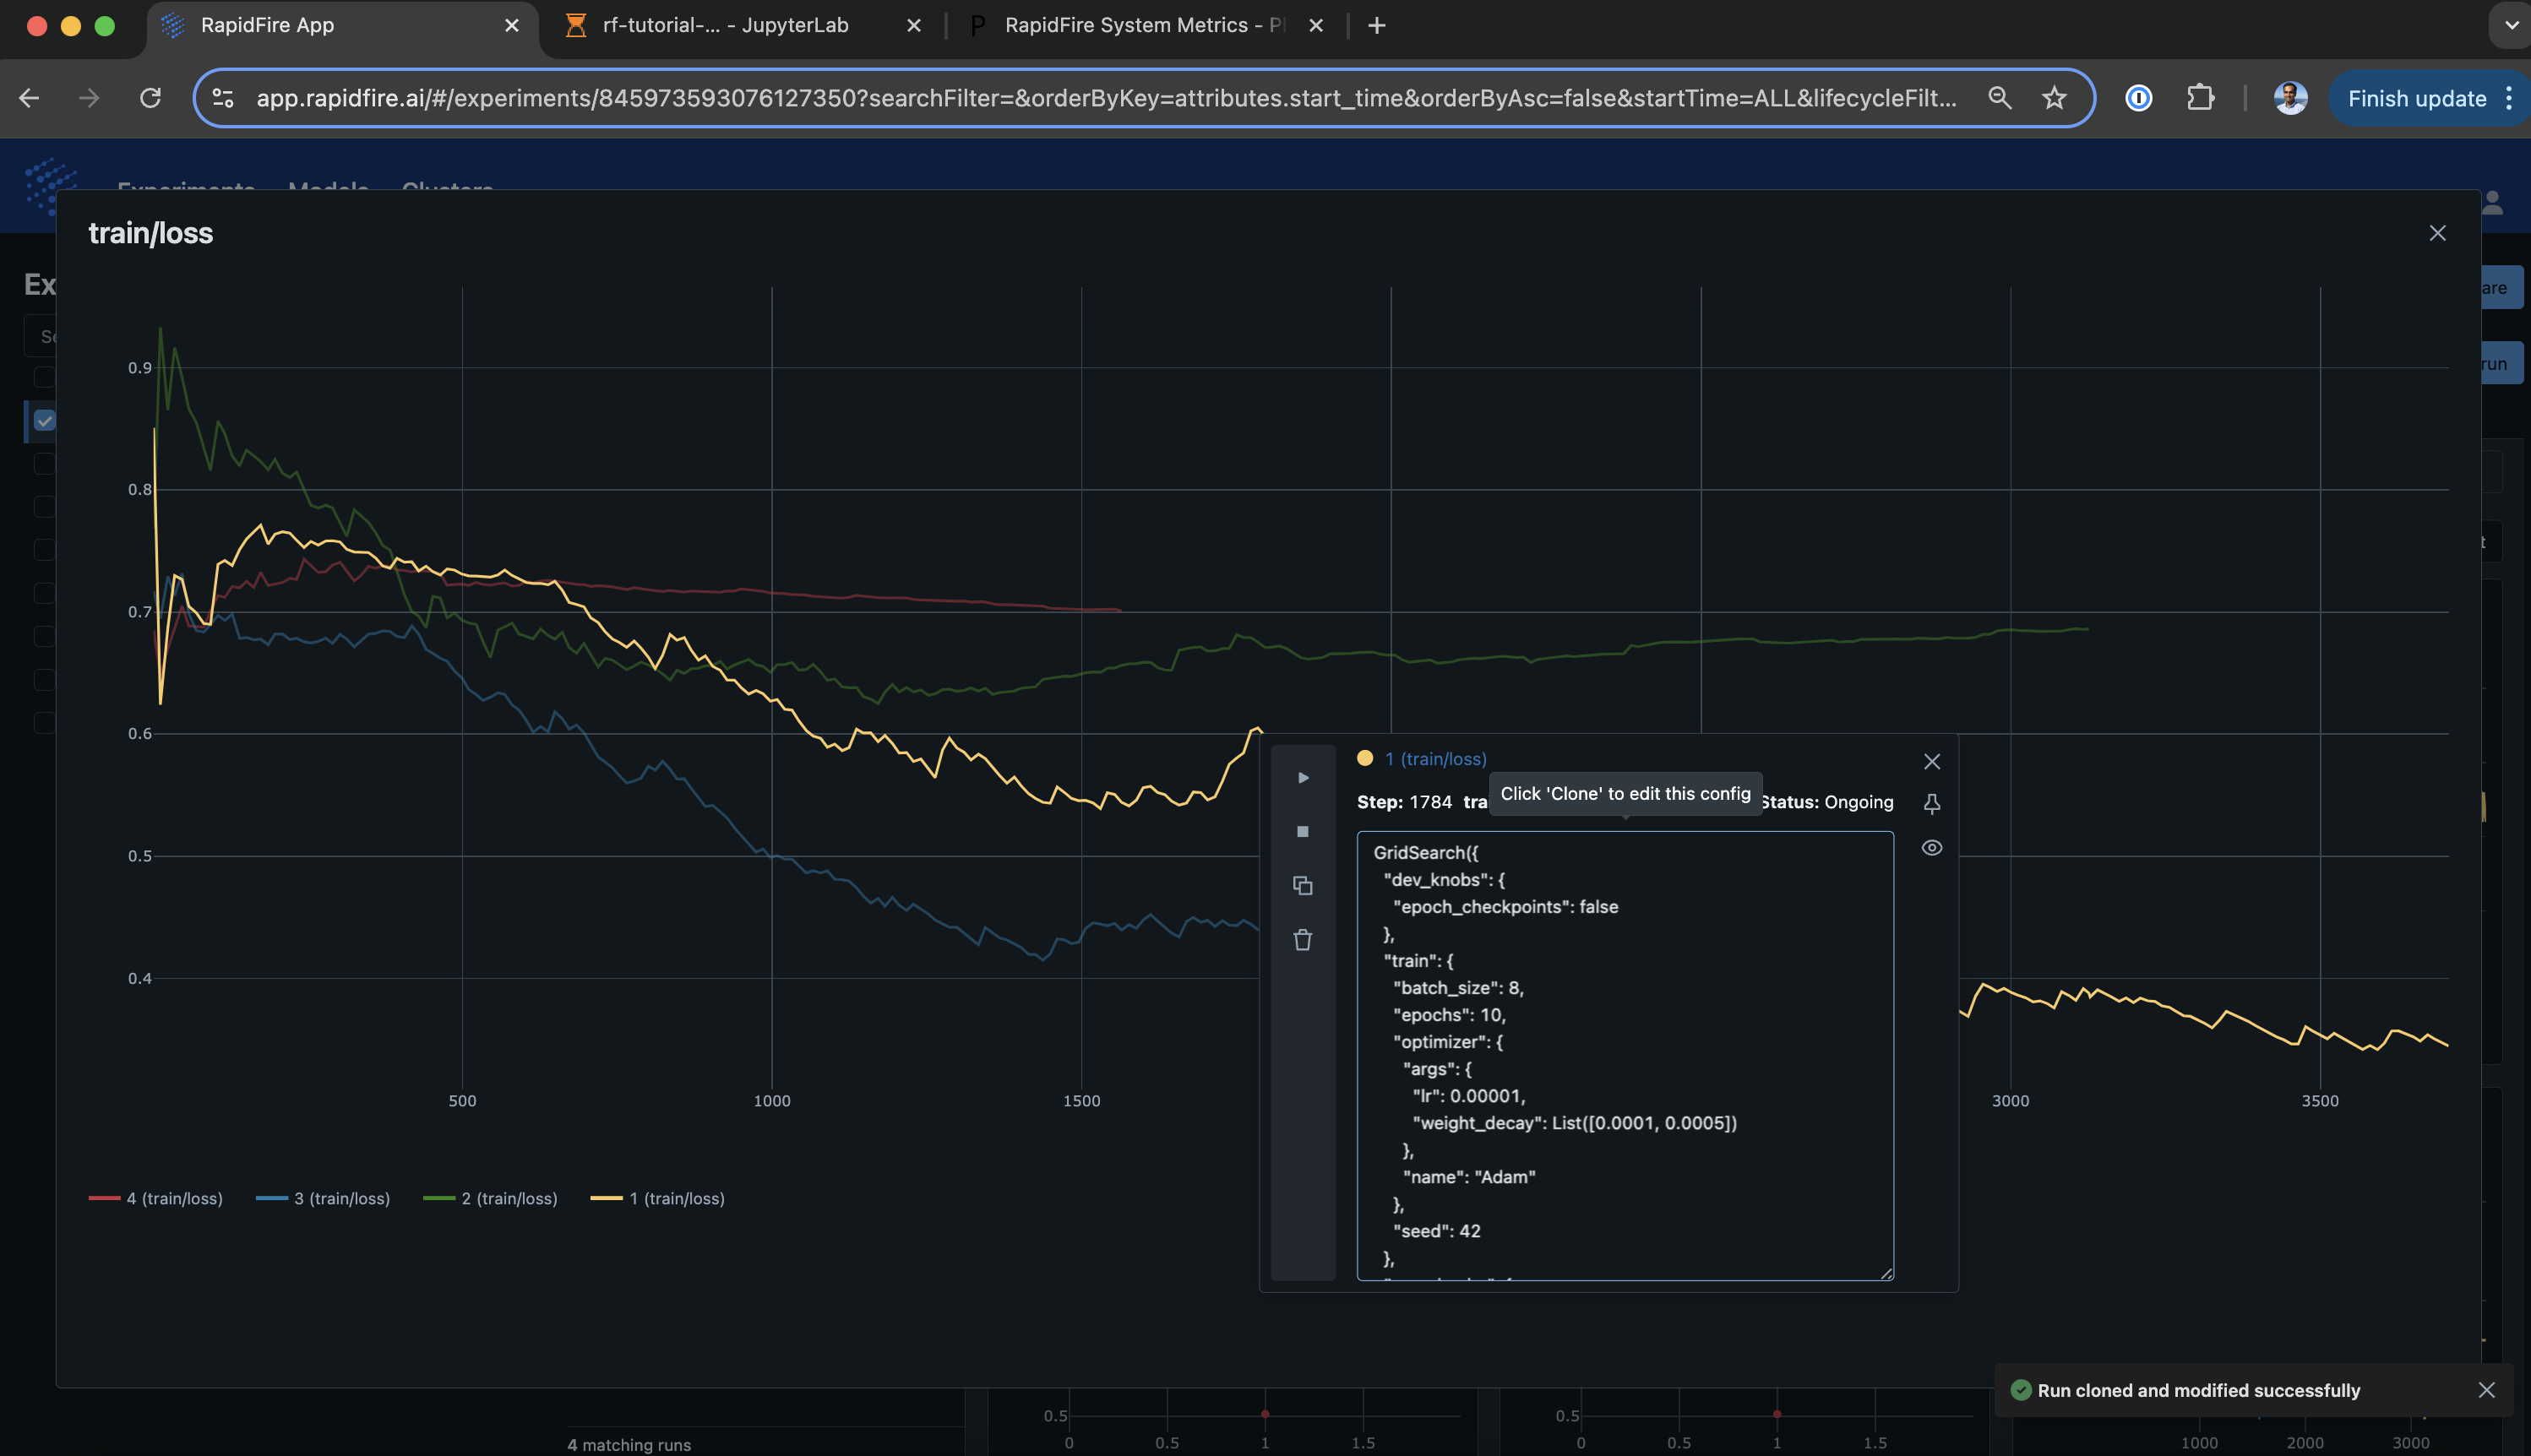 RapidFire App
rf-tutorial-... - JupyterLab
RapidFire System Metrics - Pl
app.rapidfire.ai/#/experiments/845973593076127350?searchFilter=&orderByKey=attributes.start_time&orderByAsc=false&startTime=ALL&lifecycleFilt...
Finish update
Experiments Models Clusters
train/loss
Ex
are
Se
run
0.9
0.8
0.7
0.6
0.5
0.4
500
1000
1500
3000
3500
1 (train/loss)
Click 'Clone' to edit this config
Step: 1784 trai
Status: Ongoing
GridSearch({
"dev_knobs": {
"epoch_checkpoints": false
},
"train": {
"batch_size": 8,
"epochs": 10,
"optimizer": {
"args": {
"lr": 0.00001,
"weight_decay": List([0.0001, 0.0005])
},
"name": "Adam"
},
"seed": 42
},
4 (train/loss)
3 (train/loss)
2 (train/loss)
1 (train/loss)
Run cloned and modified successfully
4 matching runs
0.5
0 0.5 1 1.5
0.5
0 0.5 1 1.5
1000 2000 3000